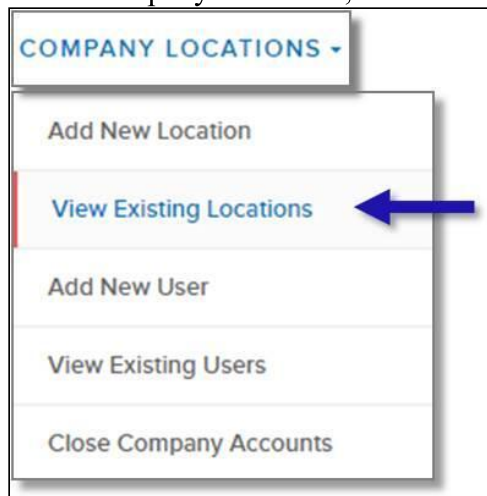 COMPANY LOCATIONS
Add New Location
View Existing Locations
Add New User
View Existing Users
Close Company Accounts